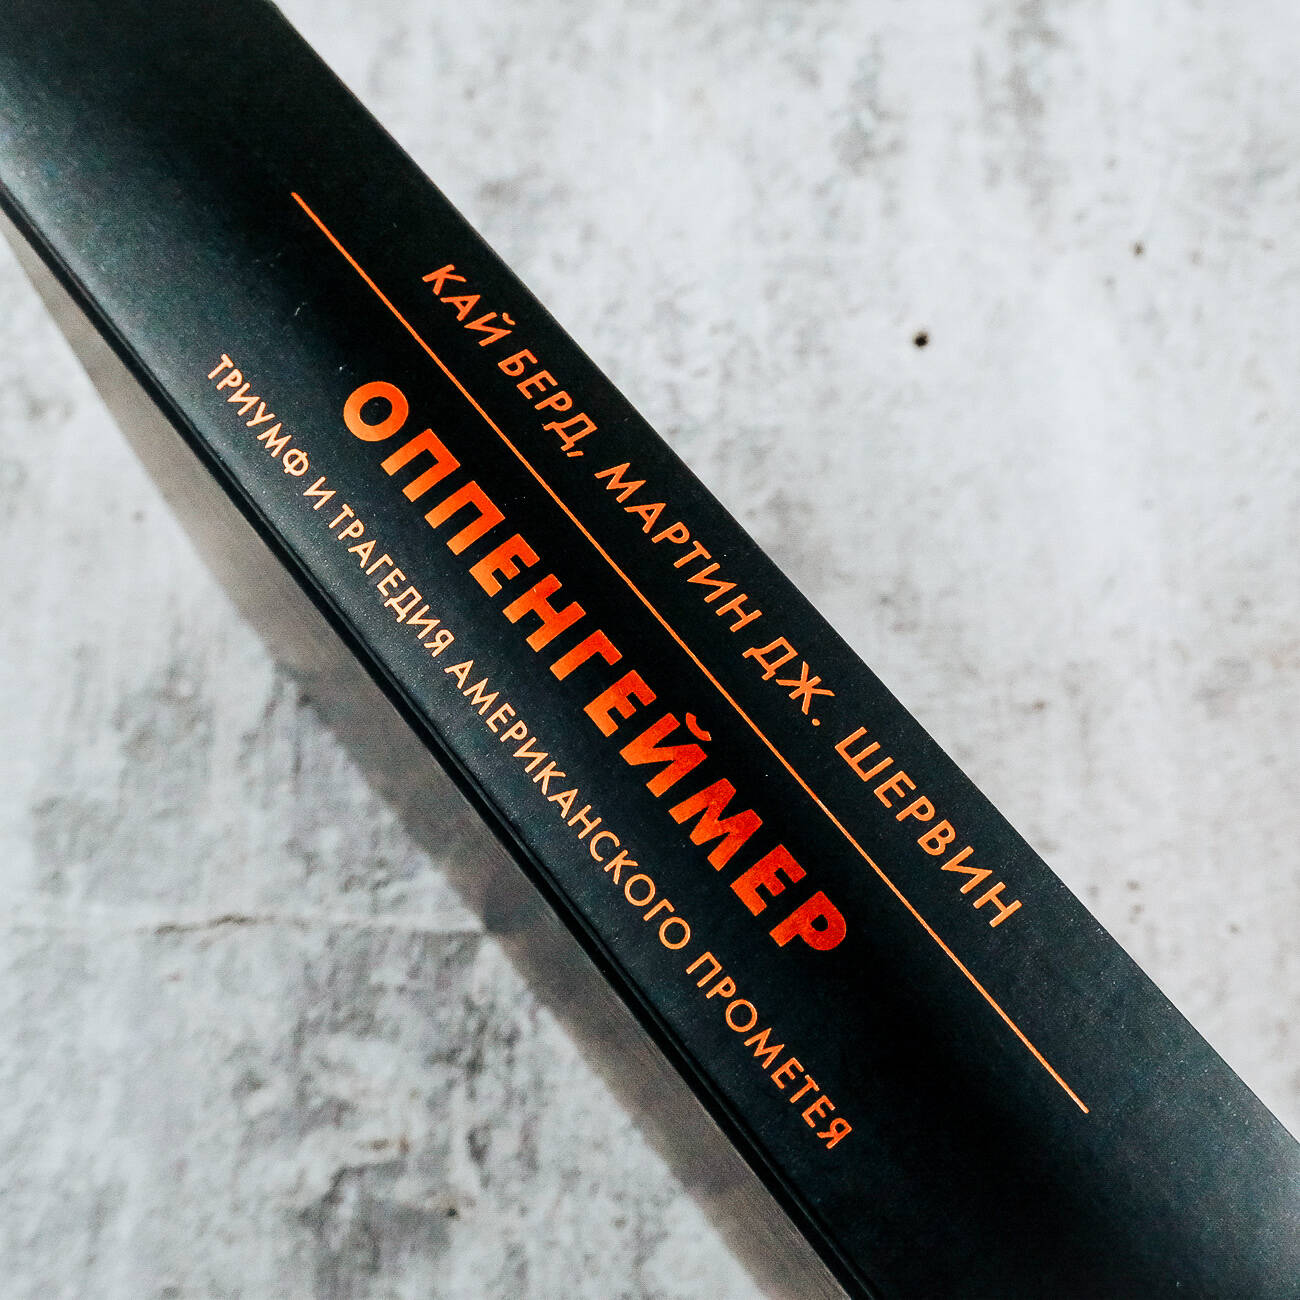 КАЙ БЕРД, МАРТИН ДЖ. ШЕРВИН
ОППЕНГЕЙМЕР
ТРИУМФ И ТРАГЕДИЯ АМЕРИКАНСКОГО ПРОМЕТЕЯ